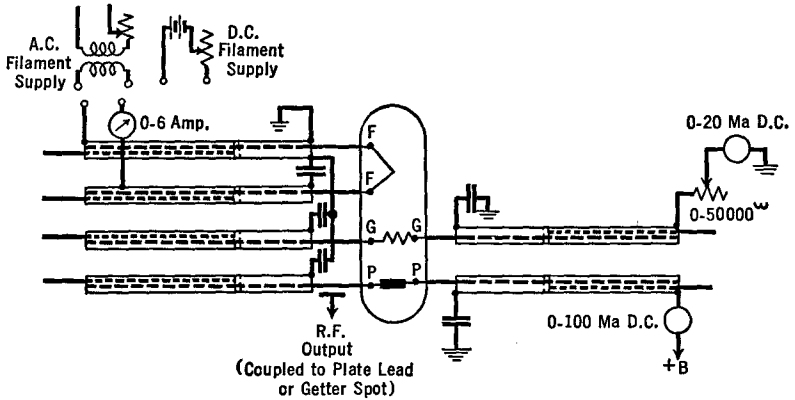 A.C.
Filament
Supply
D.C.
Filament
Supply
0-6 Amp.
F
F
G
G
P
P
0-20 Ma D.C.
0-50000ω
0-100 Ma D.C.
+B
R.F.
Output
(Coupled to Plate Lead
or Getter Spot)